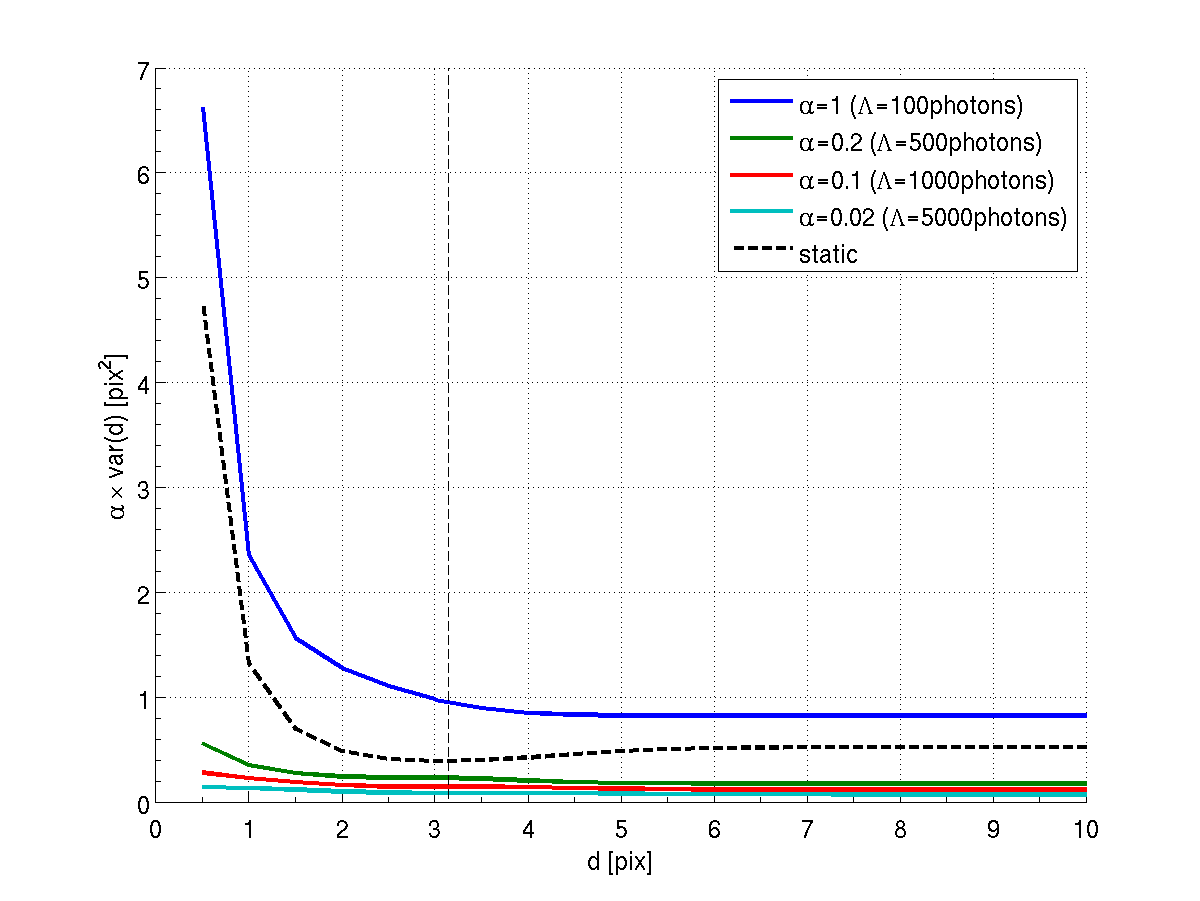 7
6
5
4
3
2
1
0
α × var(d) [pix²]
α=1 (Λ=100photons)
α=0.2 (Λ=500photons)
α=0.1 (Λ=1000photons)
α=0.02 (Λ=5000photons)
static
0 1 2 3 4 5 6 7 8 9 10
d [pix]